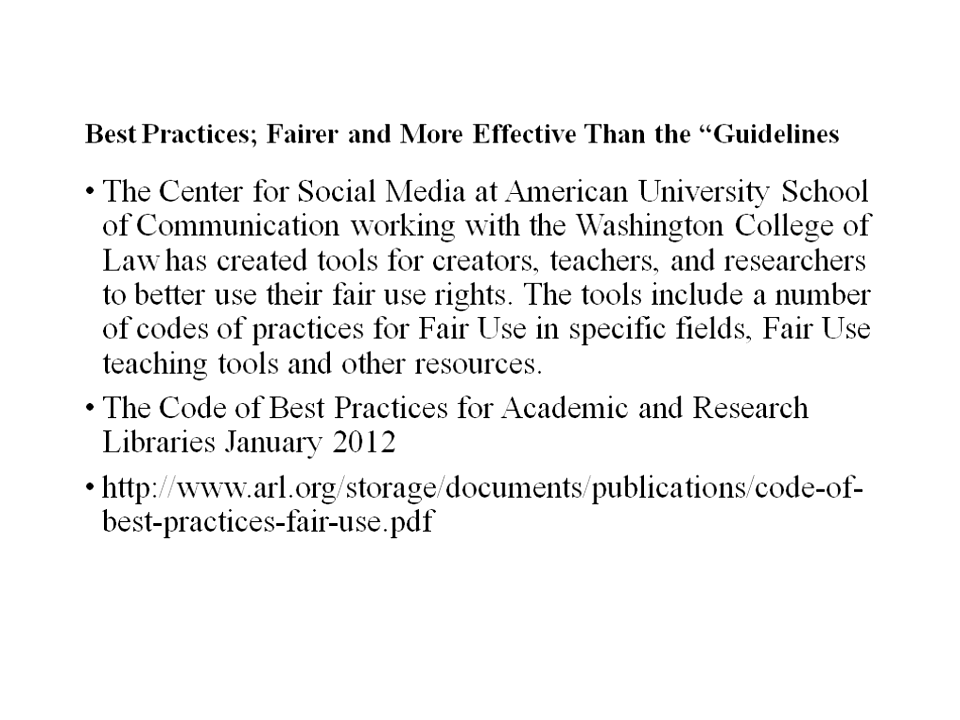 Best Practices; Fairer and More Effective Than the “Guidelines
• The Center for Social Media at American University School
of Communication working with the Washington College of
Law has created tools for creators, teachers, and researchers
to better use their fair use rights. The tools include a number
of codes of practices for Fair Use in specific fields, Fair Use
teaching tools and other resources.
• The Code of Best Practices for Academic and Research
Libraries January 2012
• http://www.arl.org/storage/documents/publications/code-of-
best-practices-fair-use.pdf